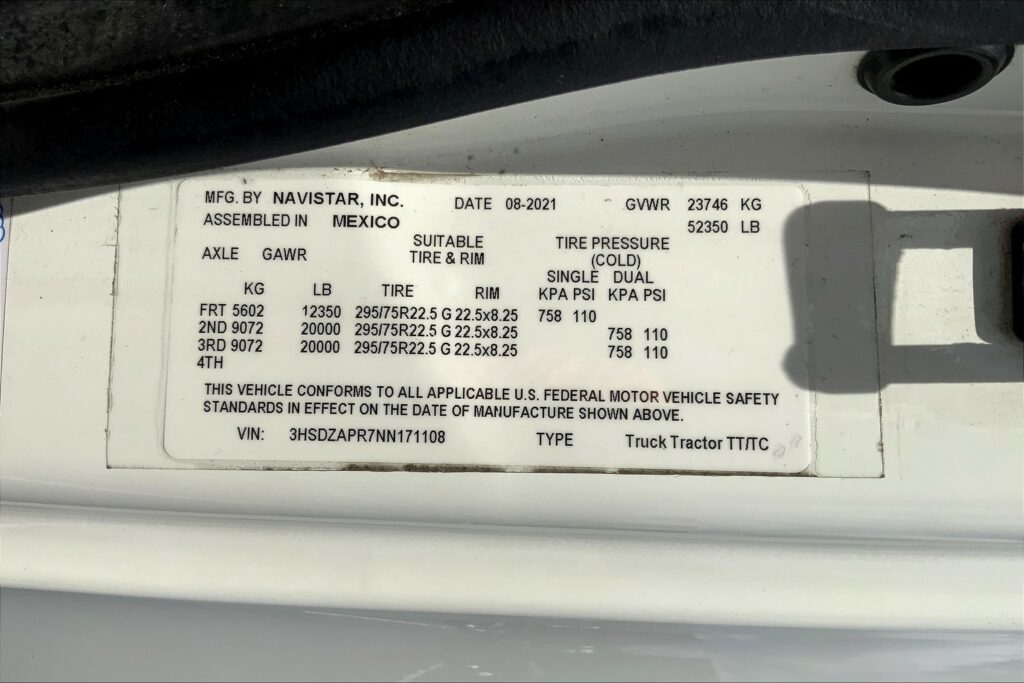 MFG. BY NAVISTAR, INC. DATE 08-2021 GVWR 23746 KG
ASSEMBLED IN MEXICO 52350 LB
SUITABLE TIRE PRESSURE
AXLE GAWR TIRE & RIM (COLD)
SINGLE DUAL
KG LB TIRE RIM KPA PSI KPA PSI
FRT 5602 12350 295/75R22.5 G 22.5x8.25 758 110
2ND 9072 20000 295/75R22.5 G 22.5x8.25 758 110
3RD 9072 20000 295/75R22.5 G 22.5x8.25 758 110
4TH
THIS VEHICLE CONFORMS TO ALL APPLICABLE U.S. FEDERAL MOTOR VEHICLE SAFETY
STANDARDS IN EFFECT ON THE DATE OF MANUFACTURE SHOWN ABOVE.
VIN: 3HSDZAPR7NN171108 TYPE Truck Tractor TT/TC